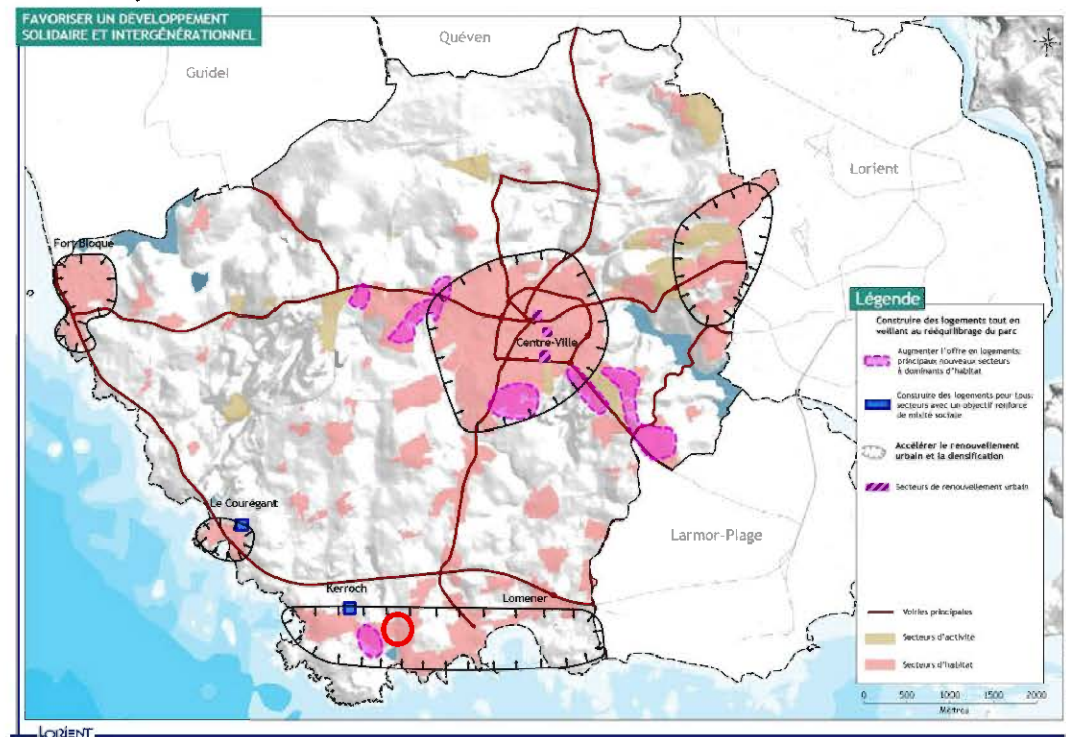 FAVORISER UN DÉVELOPPEMENT
SOLIDAIRE ET INTERGÉNÉRATIONNEL
Quéven
Guidel
Lorient
Fort Bloqué
Centre-Ville
Le Courégant
Larmor-Plage
Kerroch
Lomener
Légende
Construire des logements tout en
veillant au rééquilibrage du parc
Augmenter l'offre en logements:
principaux nouveaux secteurs
à dominants d'habitat
Construire des logements pour tous:
secteurs avec un objectif renforce
de mixité sociale
Accélérer le renouvellement
urbain et la densification
Secteurs de renouvellement urbain
Voiries principales
Secteurs d'activité
Secteurs d'habitat
0 500 1000 1500 2000
Mètres
LORIENT